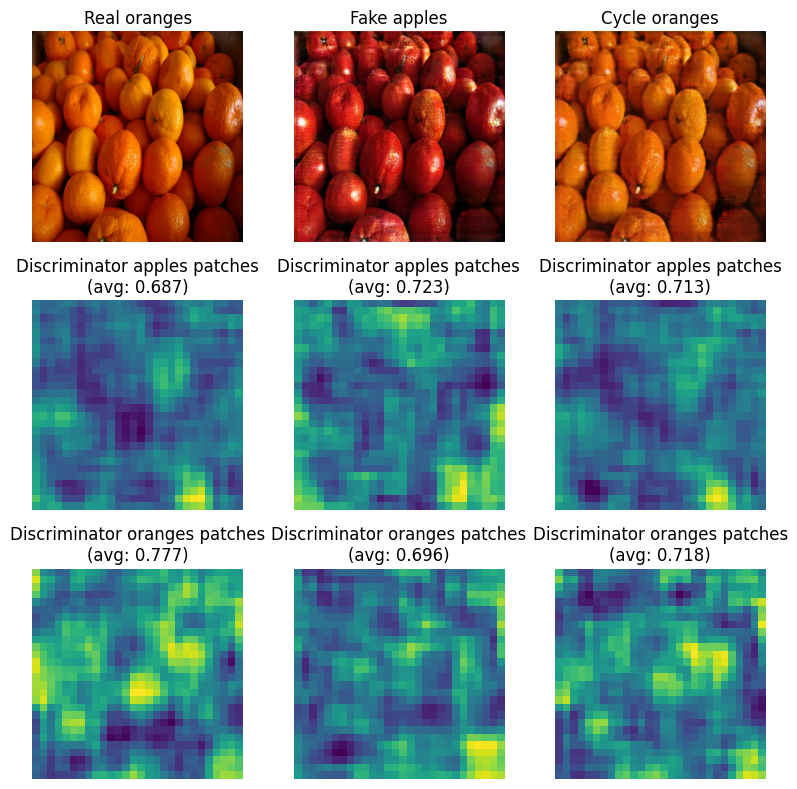 Real oranges
Fake apples
Cycle oranges
Discriminator apples patches
(avg: 0.687)
Discriminator apples patches
(avg: 0.723)
Discriminator apples patches
(avg: 0.713)
Discriminator oranges patches
(avg: 0.777)
Discriminator oranges patches
(avg: 0.696)
Discriminator oranges patches
(avg: 0.718)